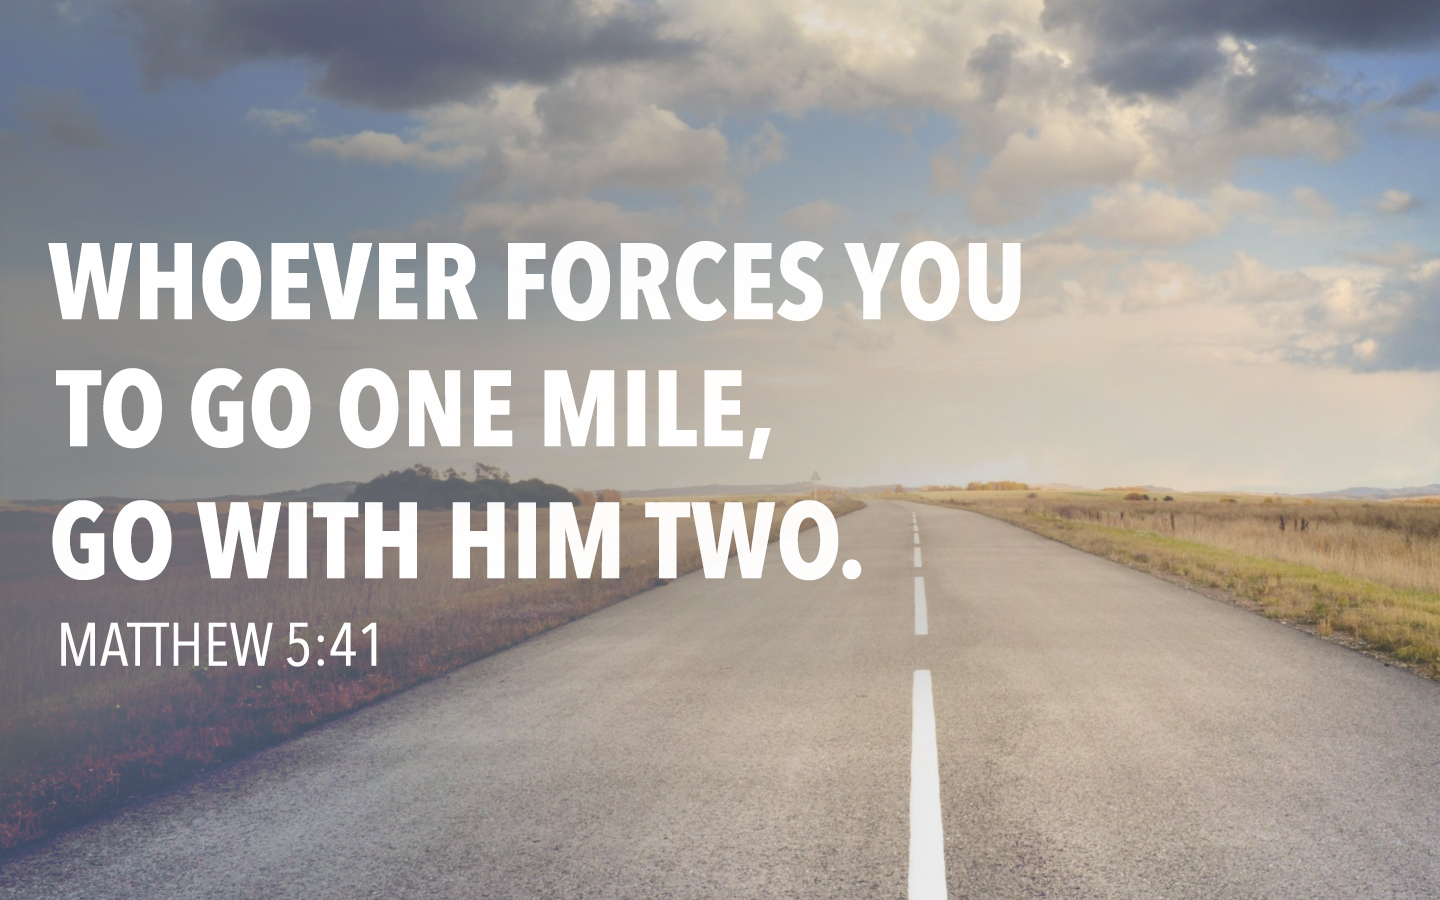 WHOEVER FORCES YOU
TO GO ONE MILE,
GO WITH HIM TWO.
MATTHEW 5:41